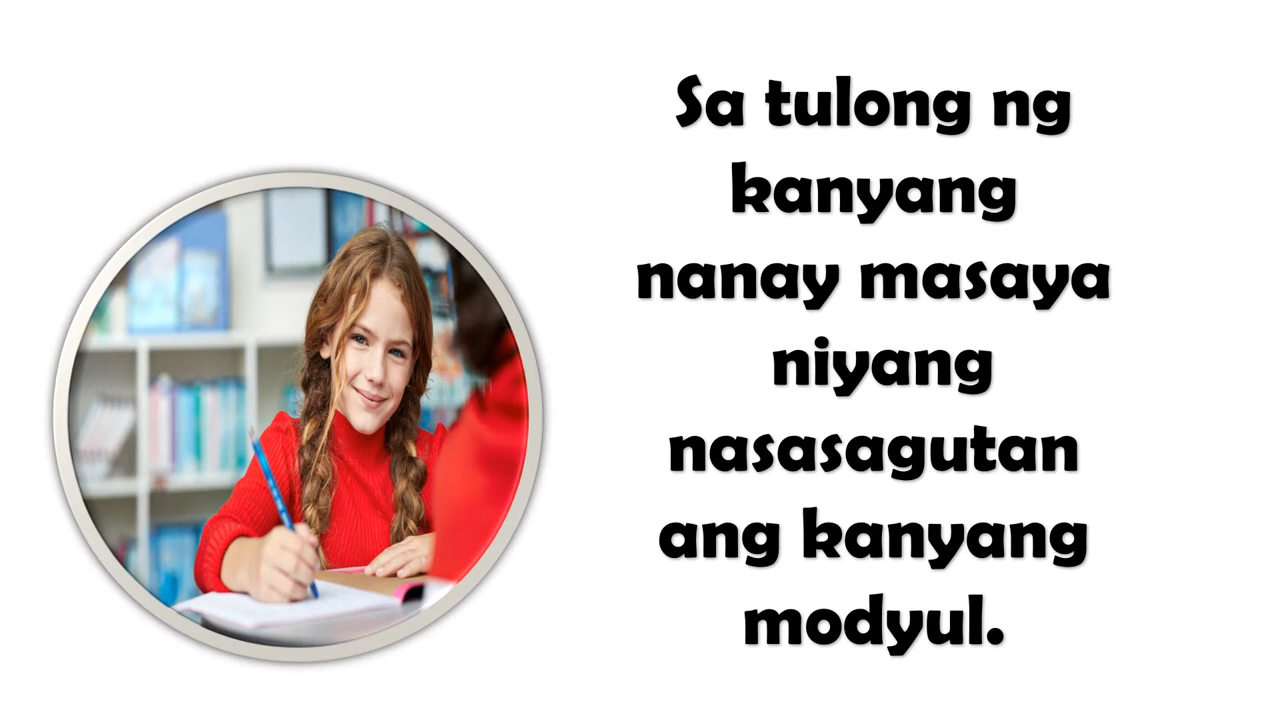 Sa tulong ng
kanyang
nanay masaya
niyang
nasasagutan
ang kanyang
modyul.